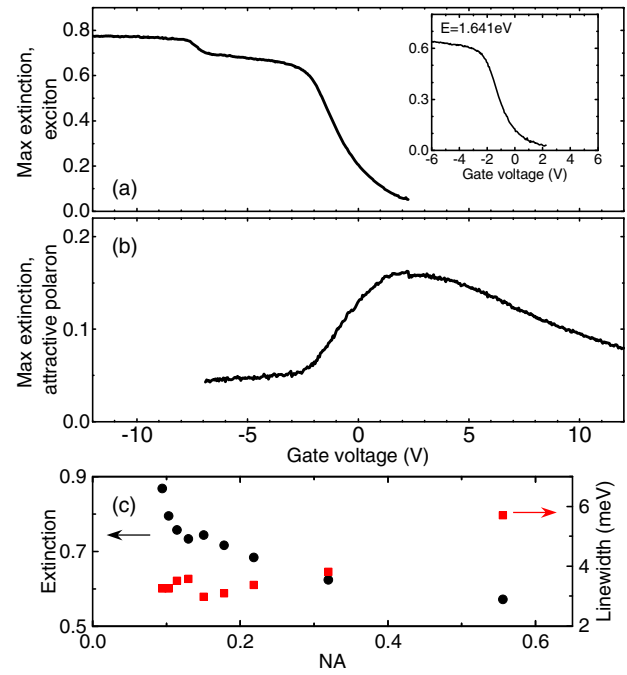 Max extinction,
exciton
0.8
0.6
0.4
0.2
0.0
(a)
E=1.641eV
0.6
0.3
0.0
-6 -4 -2 0 2 4 6
Gate voltage (V)
Max extinction,
attractive polaron
0.2
0.1
0.0
(b)
-10 -5 0 5 10
Gate voltage (V)
Extinction
0.9
0.7
0.5
(c)
6
4
2
Linewidth (meV)
0.0 0.2 0.4 0.6
NA